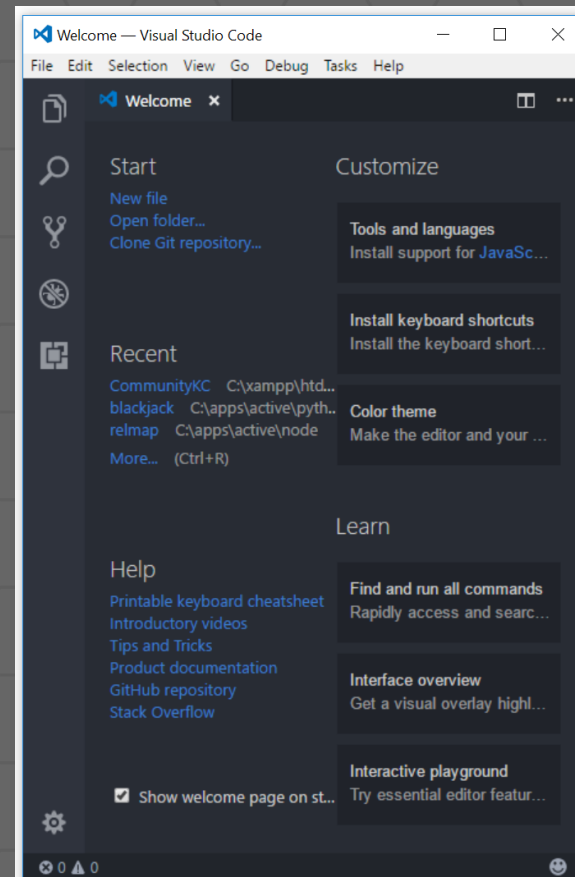 Welcome — Visual Studio Code
File Edit Selection View Go Debug Tasks Help
Welcome
Start
New file
Open folder...
Clone Git repository...
Recent
CommunityKC C:\xampp\htd...
blackjack C:\apps\active\pyth...
relmap C:\apps\active\node
More... (Ctrl+R)
Help
Printable keyboard cheatsheet
Introductory videos
Tips and Tricks
Product documentation
GitHub repository
Stack Overflow
Show welcome page on st...
Customize
Tools and languages
Install support for JavaSc...
Install keyboard shortcuts
Install the keyboard short...
Color theme
Make the editor and your ...
Learn
Find and run all commands
Rapidly access and searc...
Interface overview
Get a visual overlay highl...
Interactive playground
Try essential editor featur...
0 0